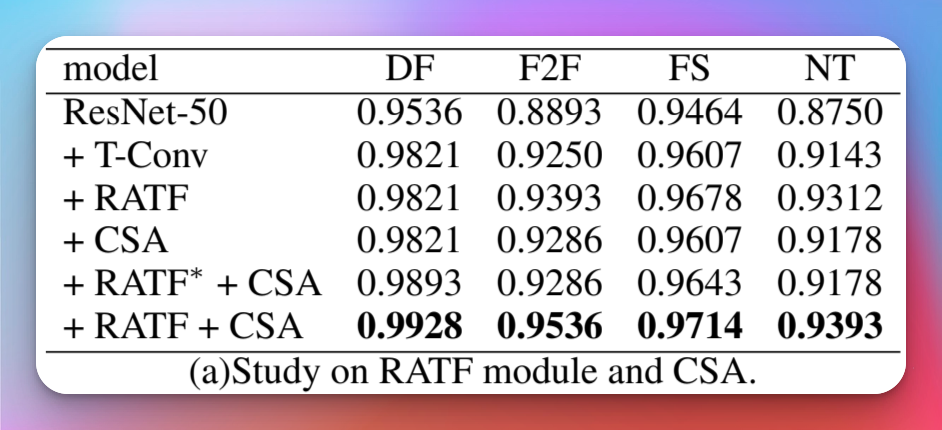 model DF F2F FS NT
ResNet-50 0.9536 0.8893 0.9464 0.8750
+ T-Conv 0.9821 0.9250 0.9607 0.9143
+ RATF 0.9821 0.9393 0.9678 0.9312
+ CSA 0.9821 0.9286 0.9607 0.9178
+ RATF* + CSA 0.9893 0.9286 0.9643 0.9178
+ RATF + CSA 0.9928 0.9536 0.9714 0.9393
(a)Study on RATF module and CSA.